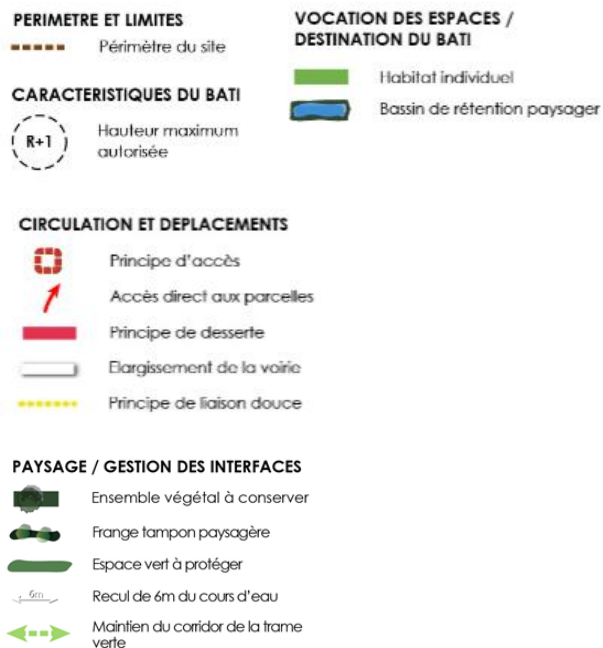 PERIMETRE ET LIMITES
Périmètre du site
CARACTERISTIQUES DU BATI
R+1
Hauteur maximum
autorisée
VOCATION DES ESPACES /
DESTINATION DU BATI
Habitat individuel
Bassin de rétention paysager
CIRCULATION ET DEPLACEMENTS
Principe d'accès
Accès direct aux parcelles
Principe de desserte
Elargissement de la voirie
Principe de liaison douce
PAYSAGE / GESTION DES INTERFACES
Ensemble végétal à conserver
Frange tampon paysagère
Espace vert à protéger
6m
Recul de 6m du cours d'eau
Maintien du corridor de la trame
verte